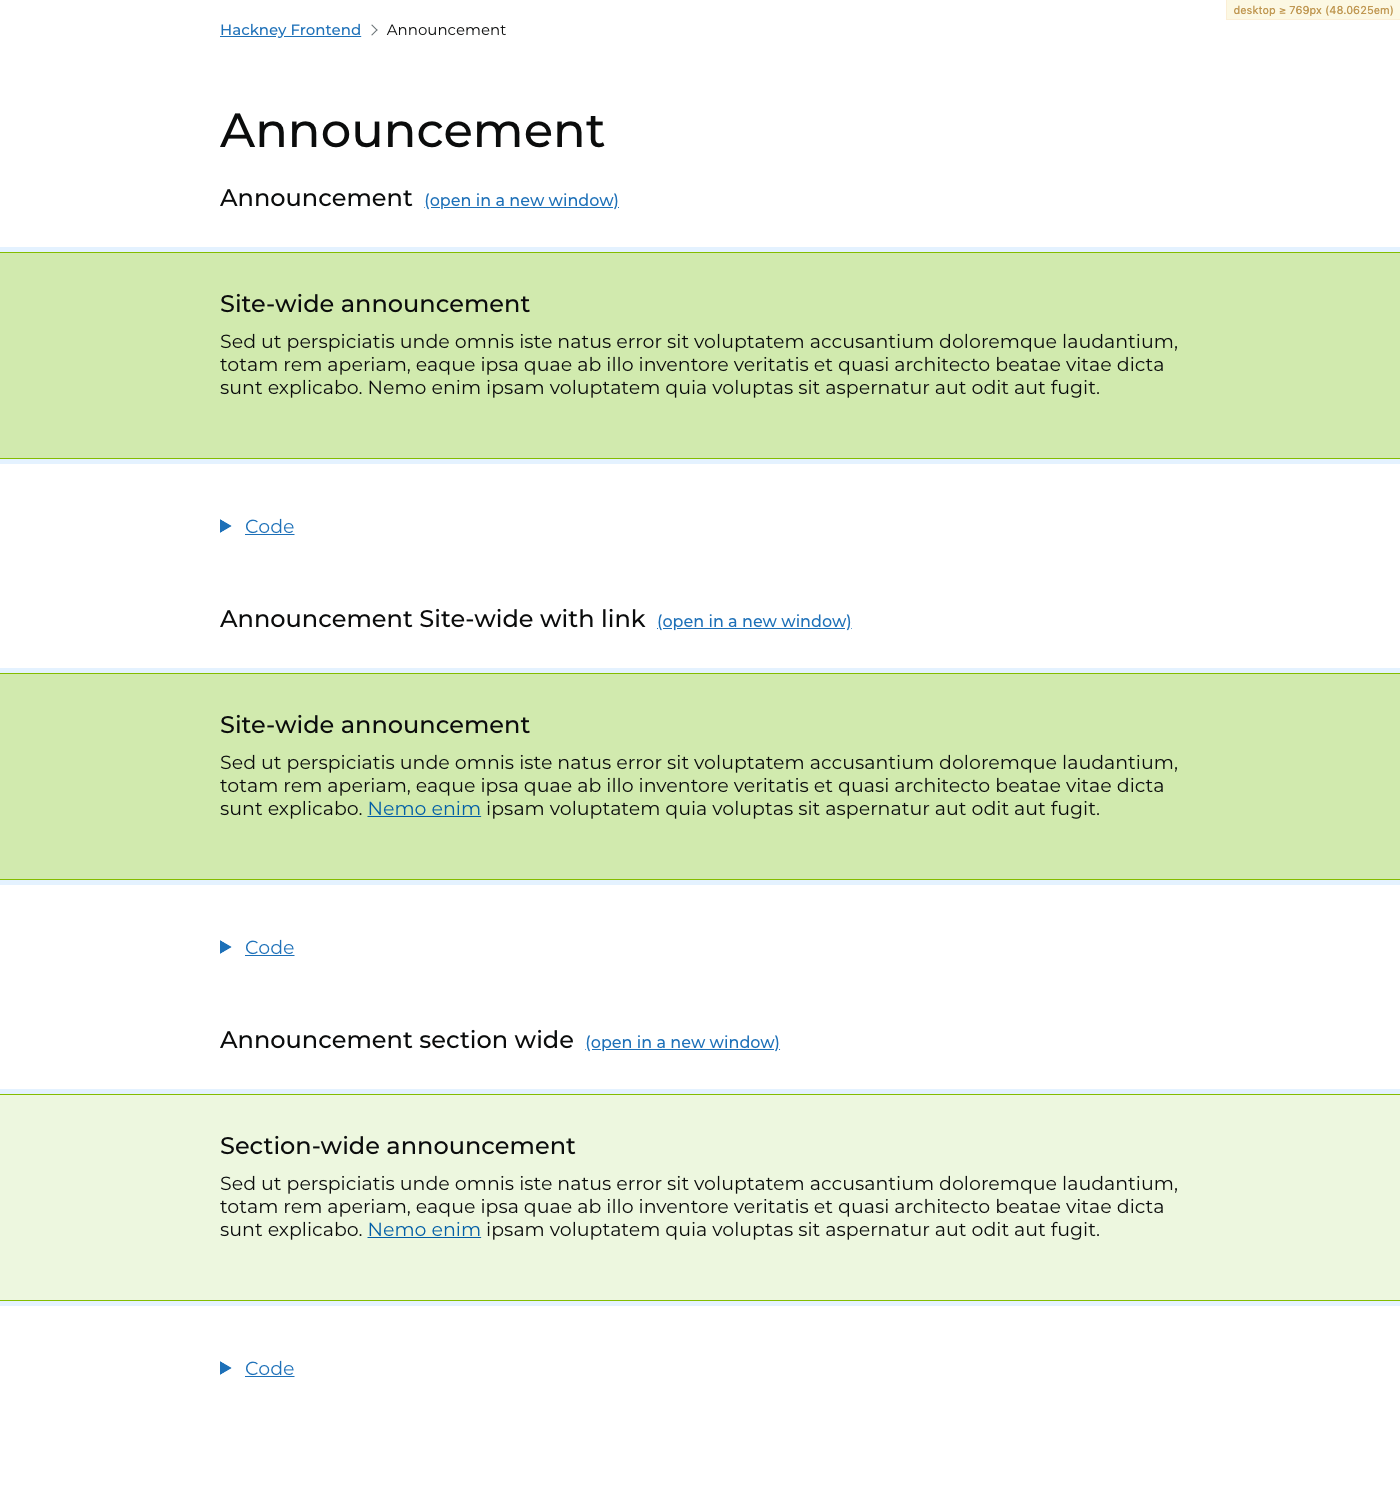 desktop ≥ 769px (48.0625em)
Hackney Frontend > Announcement
Announcement
Announcement (open in a new window)
Site-wide announcement
Sed ut perspiciatis unde omnis iste natus error sit voluptatem accusantium doloremque laudantium,
totam rem aperiam, eaque ipsa quae ab illo inventore veritatis et quasi architecto beatae vitae dicta
sunt explicabo. Nemo enim ipsam voluptatem quia voluptas sit aspernatur aut odit aut fugit.
Code
Announcement Site-wide with link (open in a new window)
Site-wide announcement
Sed ut perspiciatis unde omnis iste natus error sit voluptatem accusantium doloremque laudantium,
totam rem aperiam, eaque ipsa quae ab illo inventore veritatis et quasi architecto beatae vitae dicta
sunt explicabo. Nemo enim ipsam voluptatem quia voluptas sit aspernatur aut odit aut fugit.
Code
Announcement section wide (open in a new window)
Section-wide announcement
Sed ut perspiciatis unde omnis iste natus error sit voluptatem accusantium doloremque laudantium,
totam rem aperiam, eaque ipsa quae ab illo inventore veritatis et quasi architecto beatae vitae dicta
sunt explicabo. Nemo enim ipsam voluptatem quia voluptas sit aspernatur aut odit aut fugit.
Code